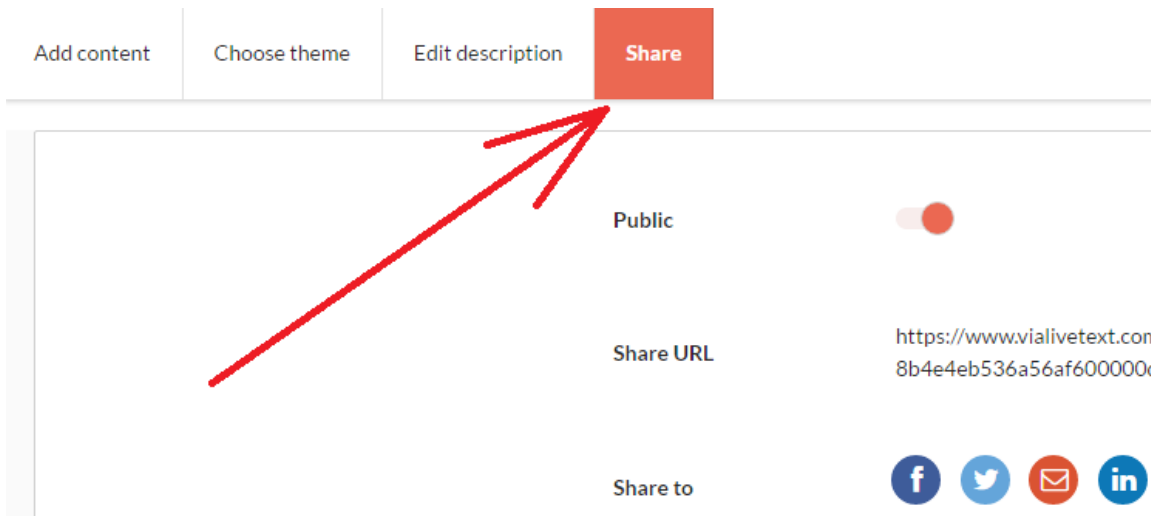 Add content Choose theme Edit description Share
Public
Share URL https://www.vialivetext.com
8b4e4eb536a56af600000
Share to